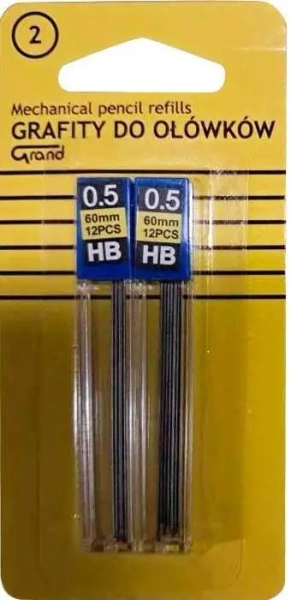 2
Mechanical pencil refills
GRAFITY DO OŁÓWKÓW
Grand
0.5
60mm
12PCS
HB
0.5
60mm
12PCS
HB